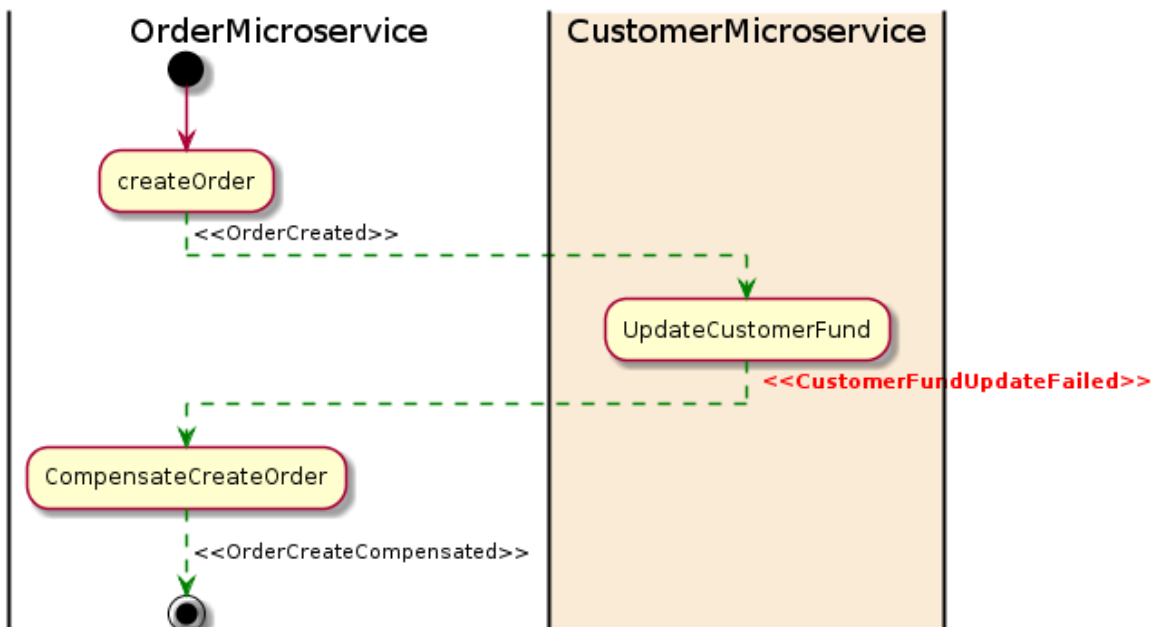 OrderMicroservice
CustomerMicroservice
createOrder
<<OrderCreated>>
UpdateCustomerFund
<<CustomerFundUpdateFailed>>
CompensateCreateOrder
<<OrderCreateCompensated>>